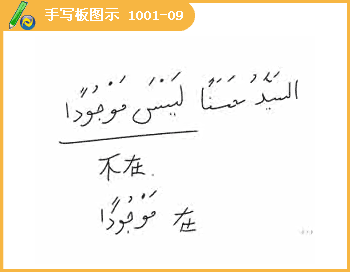 手写板图示 1001-09
السَيَّدُ حَسَنًا لَيْسَ مَوْجُودًا
不在.
在 مَوْجُودًا